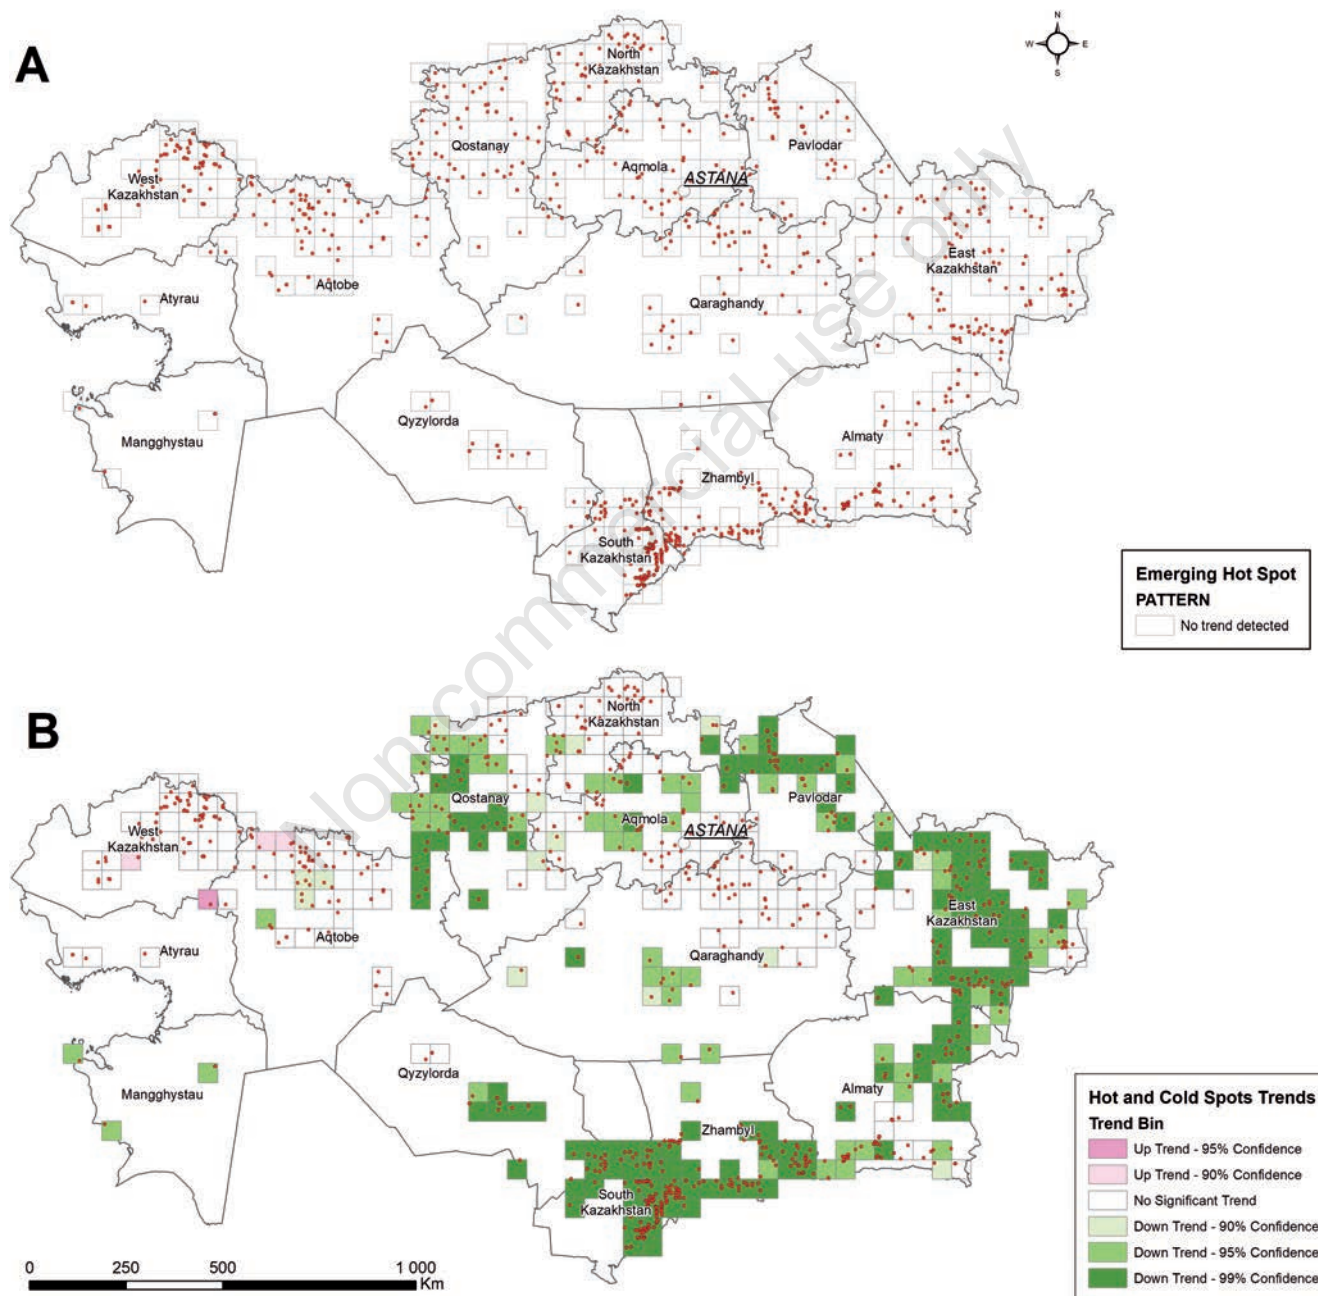 A
N
W
E
S
North
Kazakhstan
Qostanay
Pavlodar
Aqmola
ASTANA
West
Kazakhstan
East
Kazakhstan
Aqtobe
Atyrau
Qaraghandy
Qyzylorda
Mangghystau
Almaty
Zhambyl
South
Kazakhstan
Emerging Hot Spot
PATTERN
No trend detected
Non commercial use only
B
North
Kazakhstan
Qostanay
Pavlodar
Aqmola
ASTANA
West
Kazakhstan
East
Kazakhstan
Aqtobe
Atyrau
Qaraghandy
Qyzylorda
Mangghystau
Almaty
Zhambyl
South
Kazakhstan
Hot and Cold Spots Trends
Trend Bin
Up Trend - 95% Confidence
Up Trend - 90% Confidence
No Significant Trend
Down Trend - 90% Confidence
Down Trend - 95% Confidence
Down Trend - 99% Confidence
0 250 500 1 000
Km